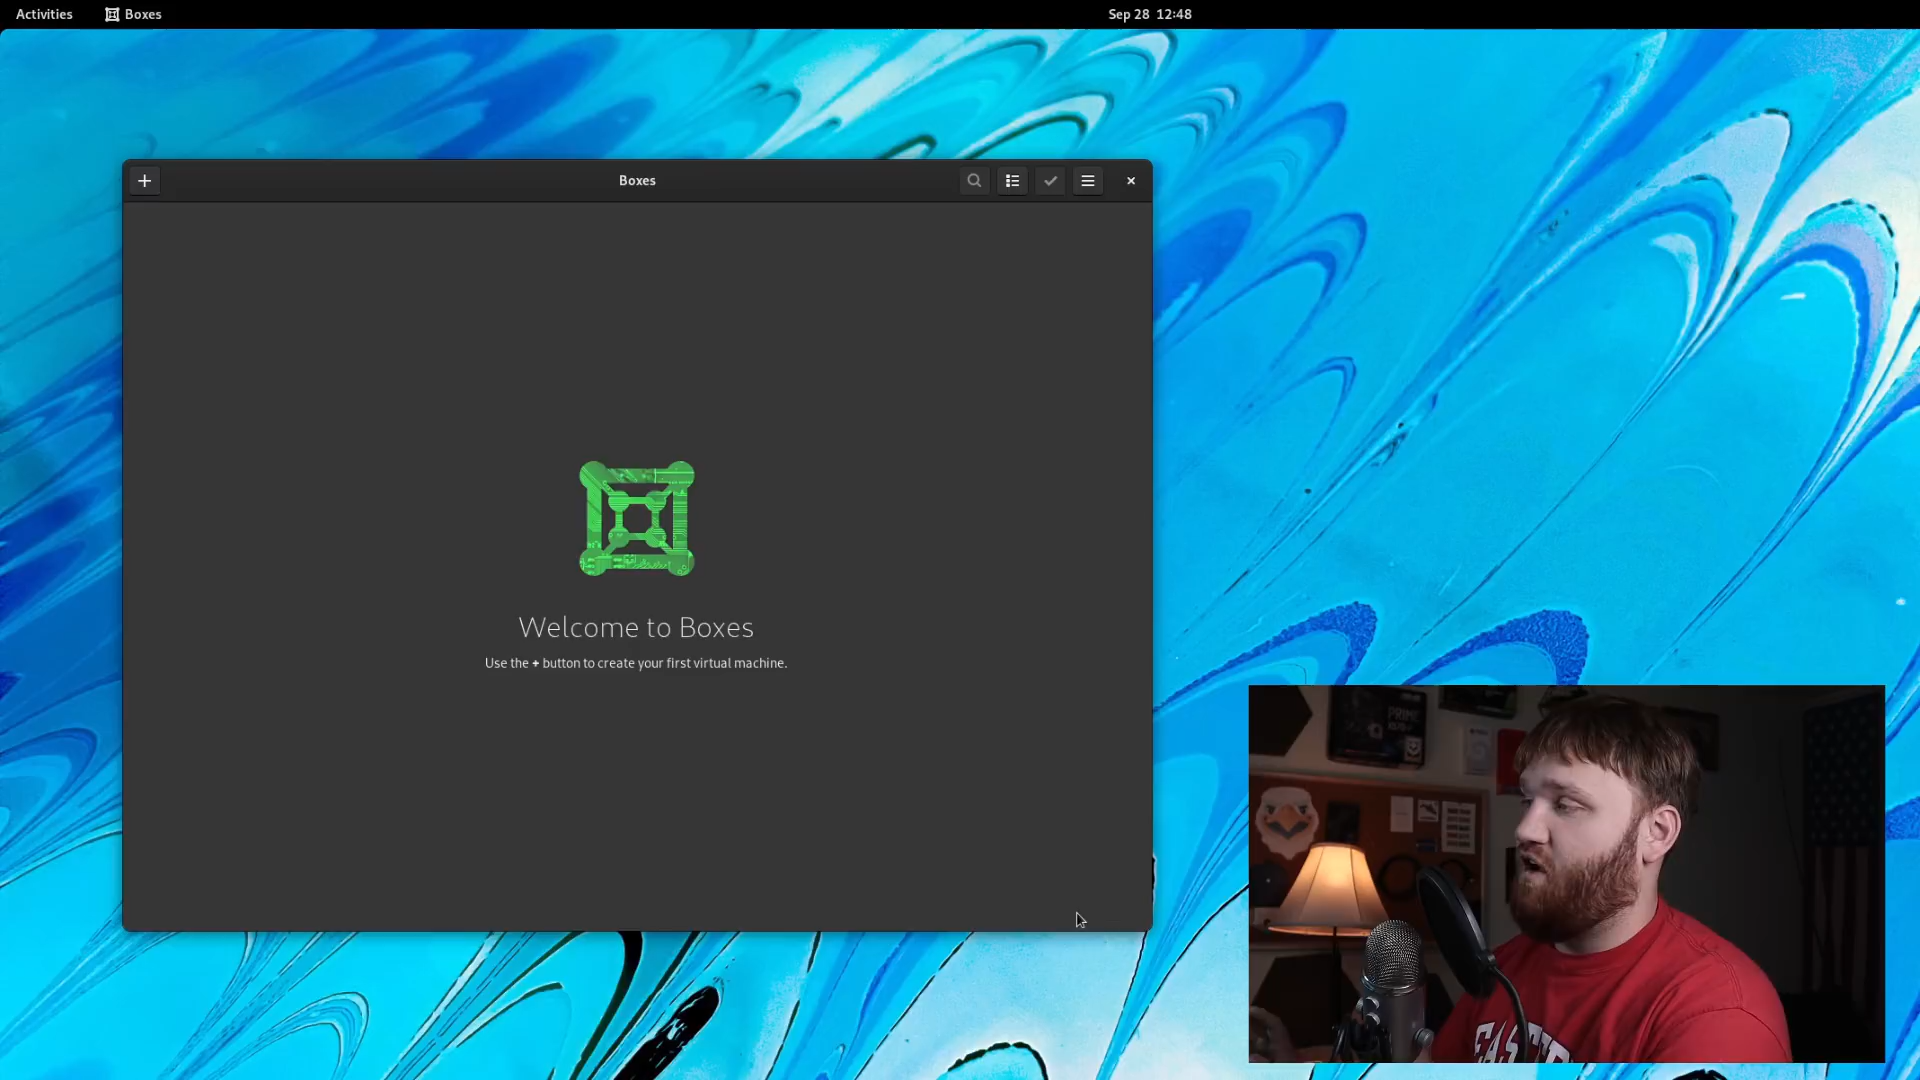 Activities
Boxes
Sep 28 12:48
Boxes
Welcome to Boxes
Use the + button to create your first virtual machine.
PRIME